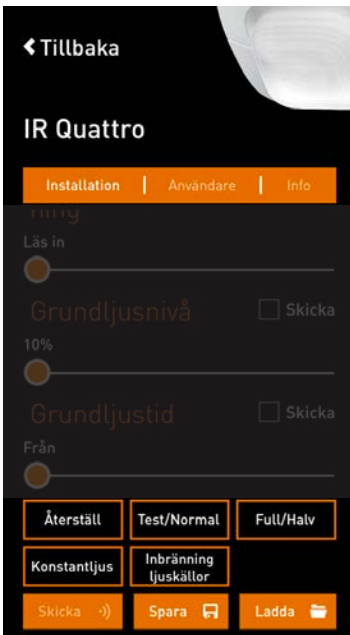 Tillbaka
IR Quattro
Installation | Användare | Info
ning
Läs in
Grundljusnivå Skicka
10%
Grundljustid Skicka
Från
Återställ Test/Normal Full/Halv
Konstantljus Inbränning
ljuskällor
Skicka Spara Ladda